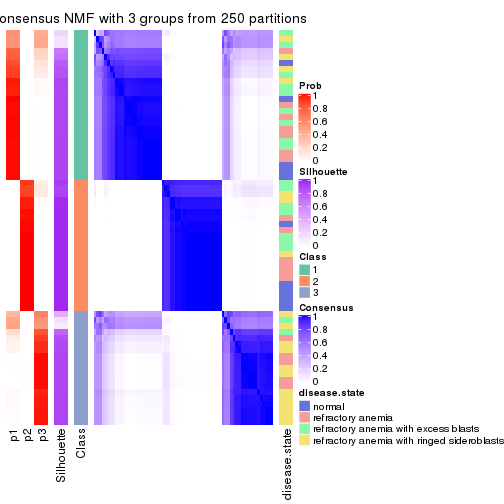 onsensus NMF with 3 groups from 250 partitions
Prob
1
0.8
0.6
0.4
0.2
0
Silhouette
1
0.8
0.6
0.4
0.2
0
Class
1
2
3
Consensus
1
0.8
0.6
0.4
0.2
0
disease.state
normal
refractory anemia
refractory anemia with excess blasts
refractory anemia with ringed sideroblasts
p1
p2
p3
Silhouette
Class
disease.state